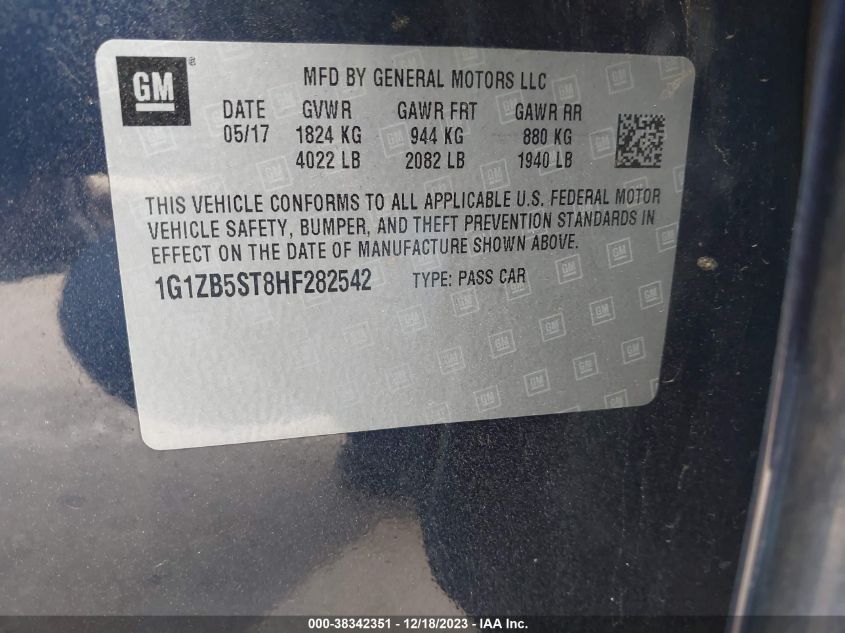 GM
®
MFD BY GENERAL MOTORS LLC
DATE GVWR GAWR FRT GAWR RR
05/17 1824 KG 944 KG 880 KG
4022 LB 2082 LB 1940 LB
THIS VEHICLE CONFORMS TO ALL APPLICABLE U.S. FEDERAL MOTOR
VEHICLE SAFETY, BUMPER, AND THEFT PREVENTION STANDARDS IN
EFFECT ON THE DATE OF MANUFACTURE SHOWN ABOVE.
1G1ZB5ST8HF282542 TYPE: PASS CAR
000-38342351 - 12/18/2023 - IAA Inc.